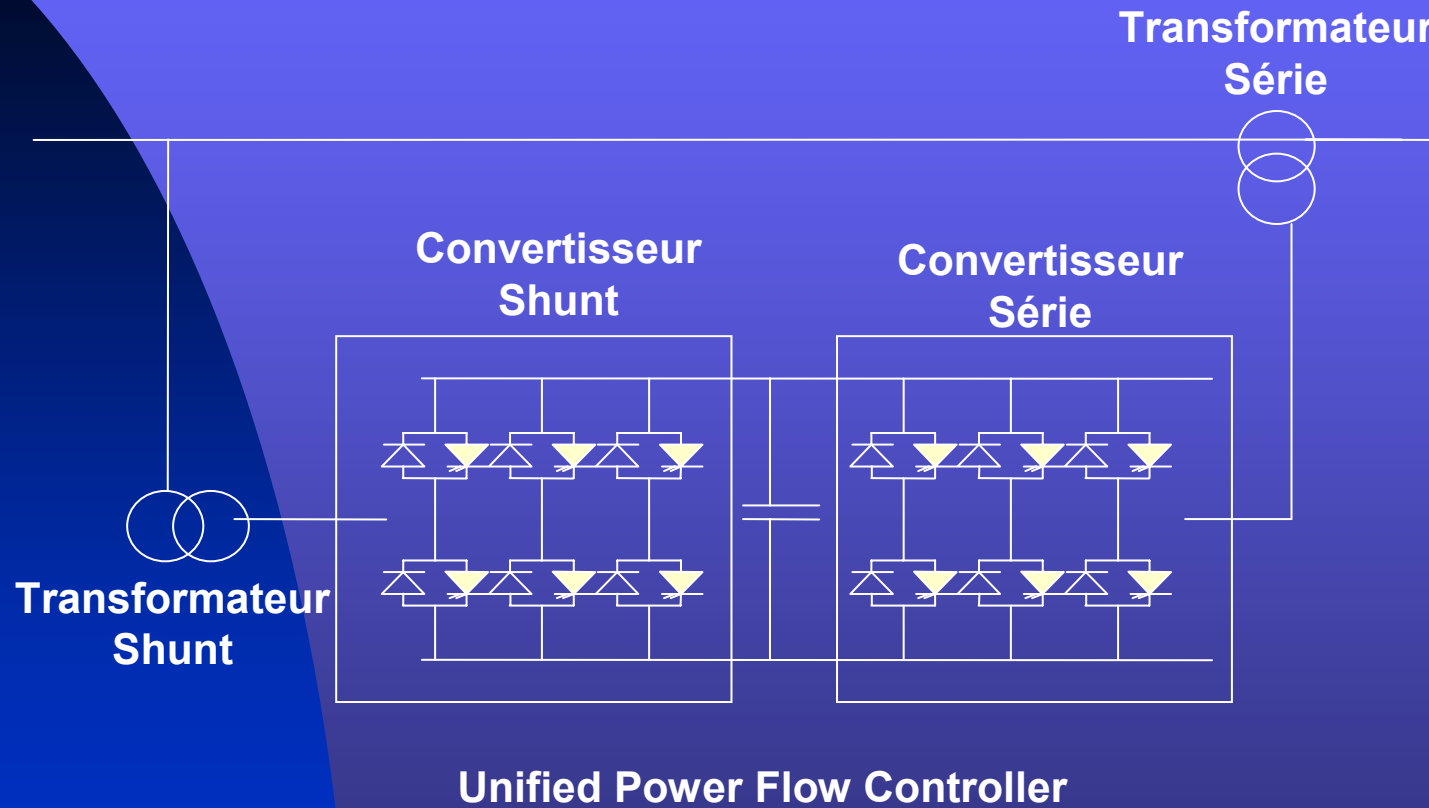 Transformateur
Série
Convertisseur
Shunt
Convertisseur
Série
Transformateur
Shunt
Unified Power Flow Controller